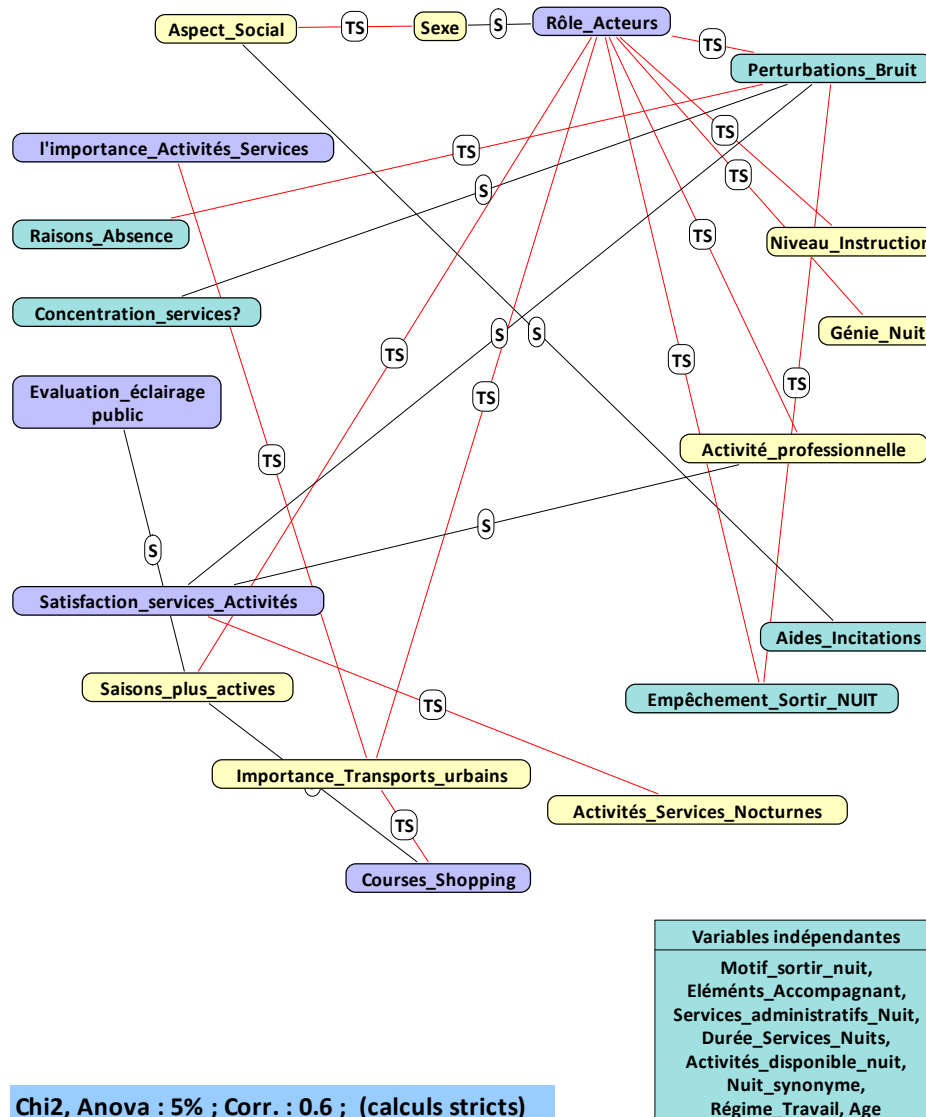 Aspect_Social
TS
Sexe
S
Rôle_Acteurs
TS
Perturbations_Bruit
l'importance_Activités_Services
TS
TS
TS
S
Raisons_Absence
TS
Niveau_Instruction
Concentration_services?
S
S
Génie_Nuit
TS
TS
Evaluation_éclairage
public
TS
TS
Activité_professionnelle
TS
S
S
Satisfaction_services_Activités
Aides_Incitations
Saisons_plus_actives
Empêchement_Sortir_NUIT
TS
Importance_Transports_urbains
Activités_Services_Nocturnes
TS
Courses_Shopping
Variables indépendantes
Motif_sortir_nuit,
Eléménts_Accompagnant,
Services_administratifs_Nuit,
Durée_Services_Nuits,
Activités_disponible_nuit,
Nuit_synonyme,
Régime_Travail, Age
Chi2, Anova : 5% ; Corr. : 0.6 ; (calculs stricts)